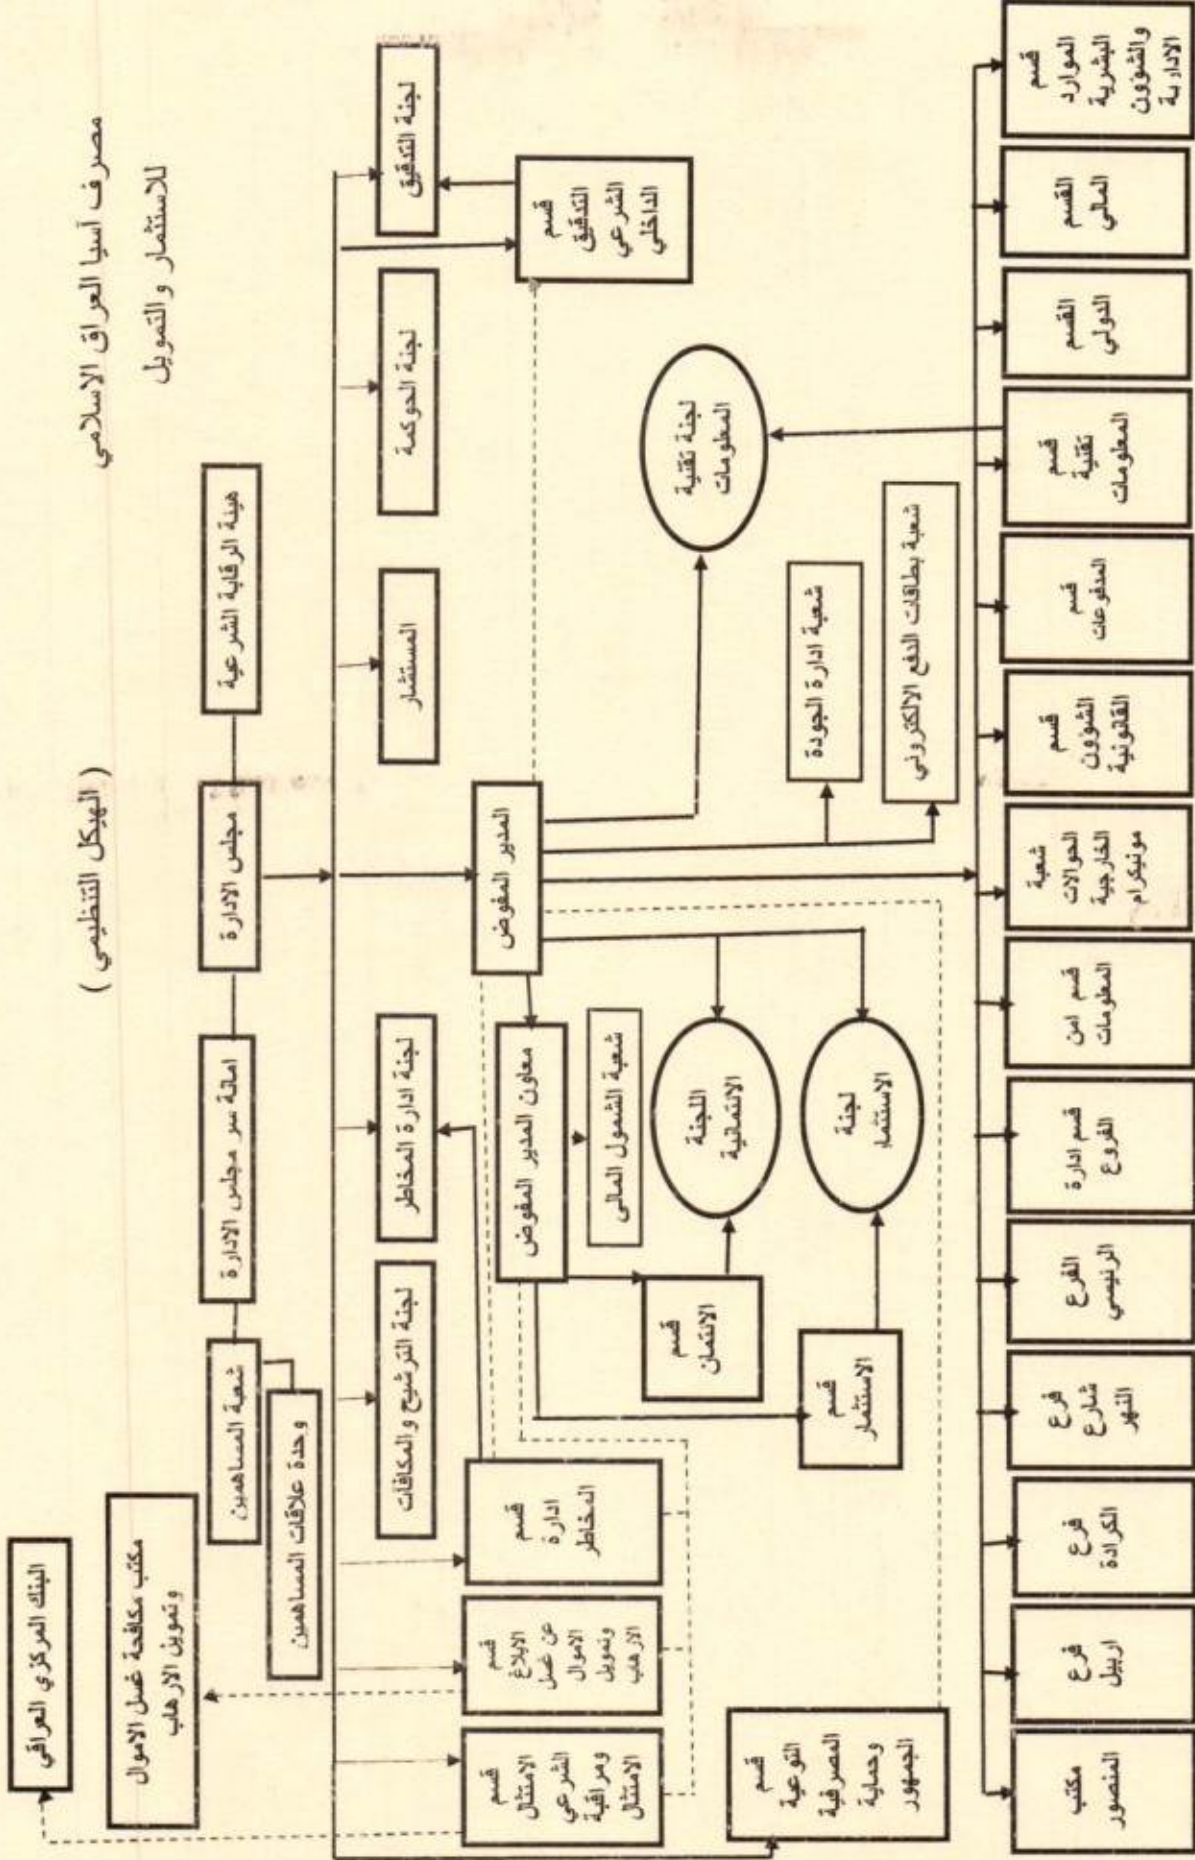 مصرف آسيا العراق الاسلامي
للاستثمار والتمويل
( الهيكل التنظيمي )
البنك المركزي العراقي
مكتب مكافحة غسل الاموال
وتمويل الارهاب
هيئة الرقابة الشرعية
مجلس الادارة
امانة سر مجلس الادارة
شعبة المساهمين
وحدة علاقات المساهمين
لجنة التدقيق
لجنة الحوكمة
المستشار
لجنة ادارة المخاطر
لجنة الترشيح والمكافات
قسم
التدقيق
الشرعي
الداخلي
المدير المفوض
معاون المدير المفوض
شعبة الشمول المالي
قسم
ادارة
المخاطر
قسم
الابلاغ
عن غسل
الاموال
وتمويل
الارهاب
قسم
الامتثال
الشرعي
ومراقبة
الامتثال
لجنة تقنية
المعلومات
شعبة ادارة الجودة
شعبة بطاقات الدفع الالكتروني
اللجنة
الائتمانية
لجنة
الاستثمار
قسم
الائتمان
قسم
الاستثمار
قسم
التوعية
المصرفية
وحماية
الجمهور
قسم
الموارد
البشرية
والشؤون
الادارية
القسم
المالي
القسم
الدولي
قسم
تقنية
المعلومات
قسم
المدفوعات
قسم
الشؤون
القانونية
شعبة
الحوالات
الخارجية
مونيكرام
قسم امن
المعلومات
قسم ادارة
الفروع
الفرع
الرئيسي
فرع
شارع
النهر
فرع
الكرادة
فرع
اربيل
مكتب
المنصور